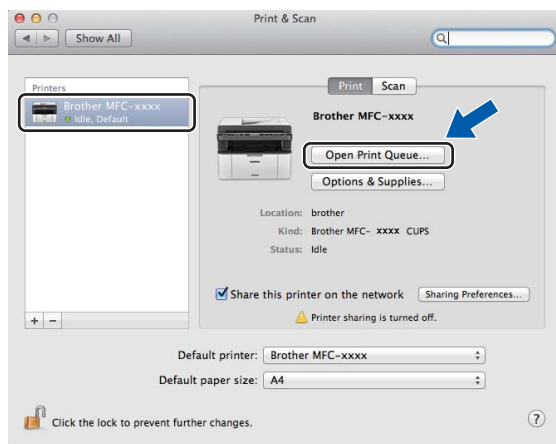 Print & Scan
Show All
Printers
Brother MFC-xxxx
Idle, Default
Print Scan
Brother MFC-xxxx
Open Print Queue...
Options & Supplies...
Location: brother
Kind: Brother MFC- xxxx CUPS
Status: Idle
Share this printer on the network Sharing Preferences...
Printer sharing is turned off.
+ −
Default printer: Brother MFC-xxxx
Default paper size: A4
Click the lock to prevent further changes. ?